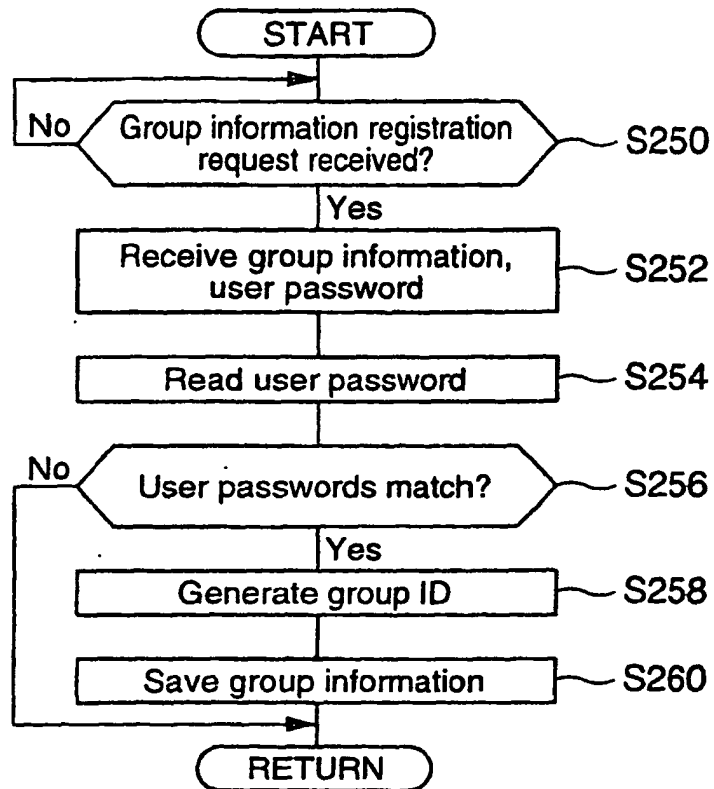 START
No
Group information registration
request received?
S250
Yes
Receive group information,
user password
S252
Read user password
S254
No
User passwords match?
S256
Yes
Generate group ID
S258
Save group information
S260
RETURN